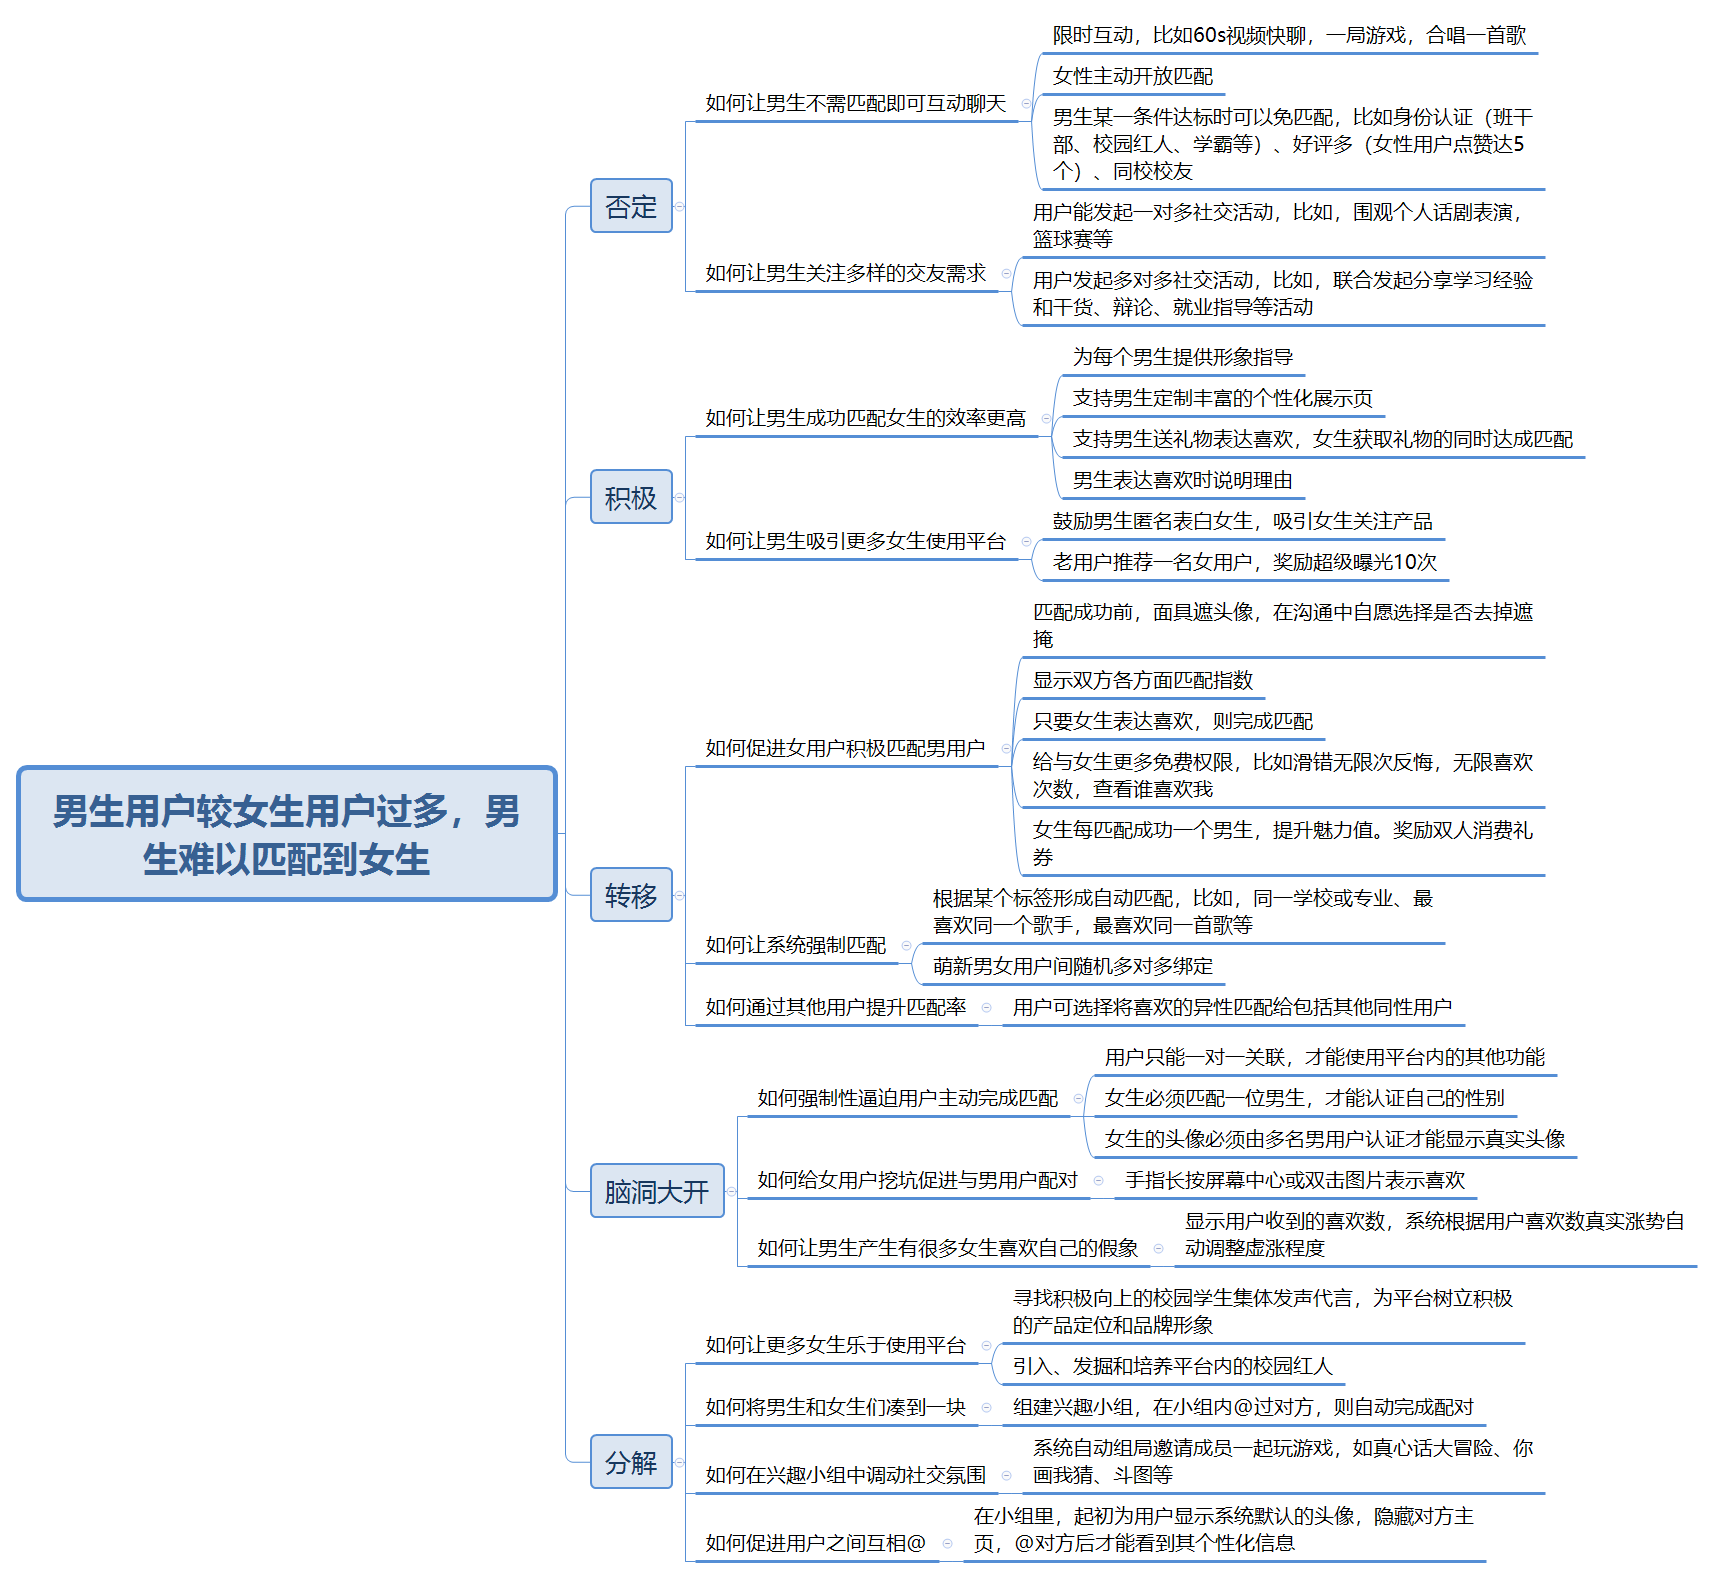 男生用户较女生用户过多，男
生难以匹配到女生
否定
如何让男生不需匹配即可互动聊天
限时互动，比如60s视频快聊，一局游戏，合唱一首歌
女性主动开放匹配
男生某一条件达标时可以免匹配，比如身份认证（班干
部、校园红人、学霸等）、好评多（女性用户点赞达5
个）、同校校友
如何让男生关注多样的交友需求
用户能发起一对多社交活动，比如，围观个人话剧表演，
篮球赛等
用户发起多对多社交活动，比如，联合发起分享学习经验
和干货、辩论、就业指导等活动
积极
如何让男生成功匹配女生的效率更高
为每个男生提供形象指导
支持男生定制丰富的个性化展示页
支持男生送礼物表达喜欢，女生获取礼物的同时达成匹配
男生表达喜欢时说明理由
如何让男生吸引更多女生使用平台
鼓励男生匿名表白女生，吸引女生关注产品
老用户推荐一名女用户，奖励超级曝光10次
转移
如何促进女用户积极匹配男用户
匹配成功前，面具遮头像，在沟通中自愿选择是否去掉遮
掩
显示双方各方面匹配指数
只要女生表达喜欢，则完成匹配
给与女生更多免费权限，比如滑错无限次反悔，无限喜欢
次数，查看谁喜欢我
女生每匹配成功一个男生，提升魅力值。奖励双人消费礼
券
如何让系统强制匹配
根据某个标签形成自动匹配，比如，同一学校或专业、最
喜欢同一个歌手，最喜欢同一首歌等
萌新男女用户间随机多对多绑定
如何通过其他用户提升匹配率
用户可选择将喜欢的异性匹配给包括其他同性用户
脑洞大开
如何强制性逼迫用户主动完成匹配
用户只能一对一关联，才能使用平台内的其他功能
女生必须匹配一位男生，才能认证自己的性别
女生的头像必须由多名男用户认证才能显示真实头像
如何给女用户挖坑促进与男用户配对
手指长按屏幕中心或双击图片表示喜欢
如何让男生产生有很多女生喜欢自己的假象
显示用户收到的喜欢数，系统根据用户喜欢数真实涨势自
动调整虚涨程度
分解
如何让更多女生乐于使用平台
寻找积极向上的校园学生集体发声代言，为平台树立积极
的产品定位和品牌形象
引入、发掘和培养平台内的校园红人
如何将男生和女生们凑到一块
组建兴趣小组，在小组内@过对方，则自动完成配对
如何在兴趣小组中调动社交氛围
系统自动组局邀请成员一起玩游戏，如真心话大冒险、你
画我猜、斗图等
如何促进用户之间互相@
在小组里，起初为用户显示系统默认的头像，隐藏对方主
页，@对方后才能看到其个性化信息